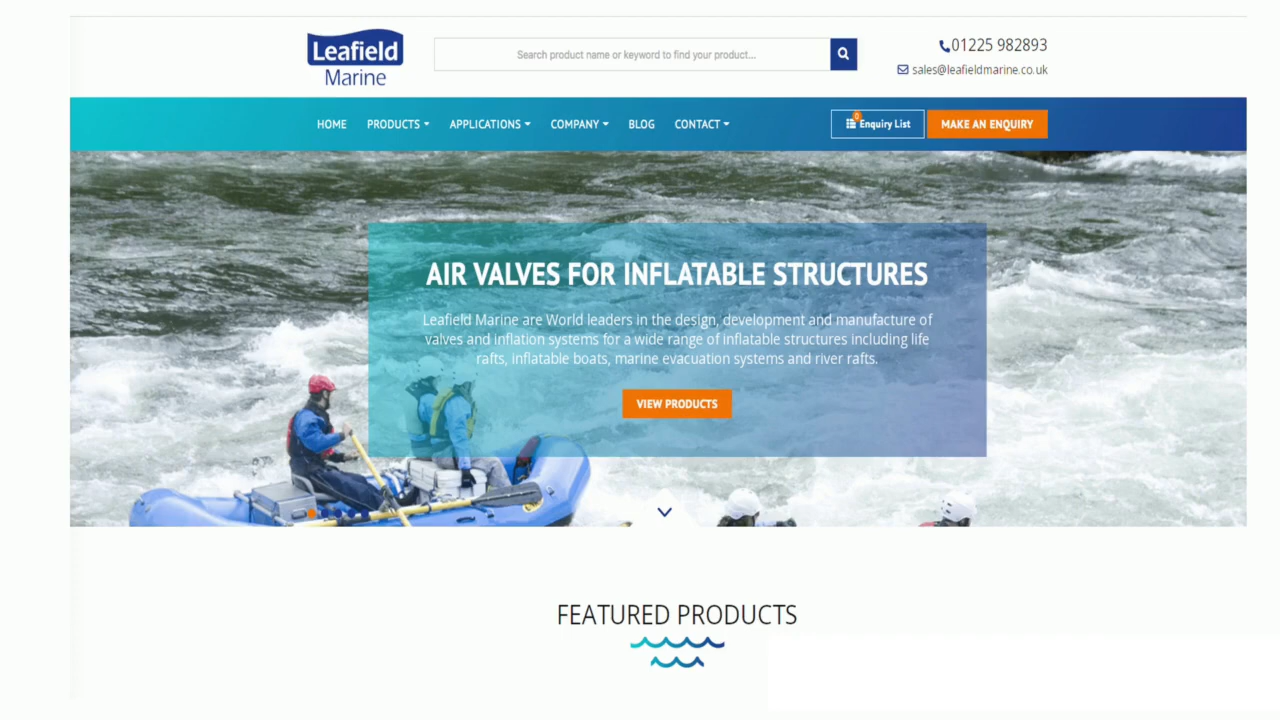 Leafield
Marine
Search product name or keyword to find your product...
01225 982893
sales@leafieldmarine.co.uk
HOME PRODUCTS APPLICATIONS COMPANY BLOG CONTACT
0
Enquiry List
MAKE AN ENQUIRY
AIR VALVES FOR INFLATABLE STRUCTURES
Leafield Marine are World leaders in the design, development and manufacture of
valves and inflation systems for a wide range of inflatable structures including life
rafts, inflatable boats, marine evacuation systems and river rafts.
VIEW PRODUCTS
FEATURED PRODUCTS